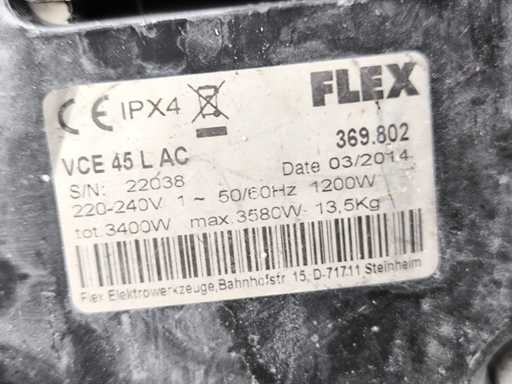 FLEX
CE IPX4
369.802
VCE 45 L AC
Date 03/2014
S/N: 22038
220-240V 1~ 50/60Hz 1200W
tot.3400W max.3580W 13,5Kg
Flex Elektrowerkzeuge,Bahnhofstr. 15, D-71711 Steinheim